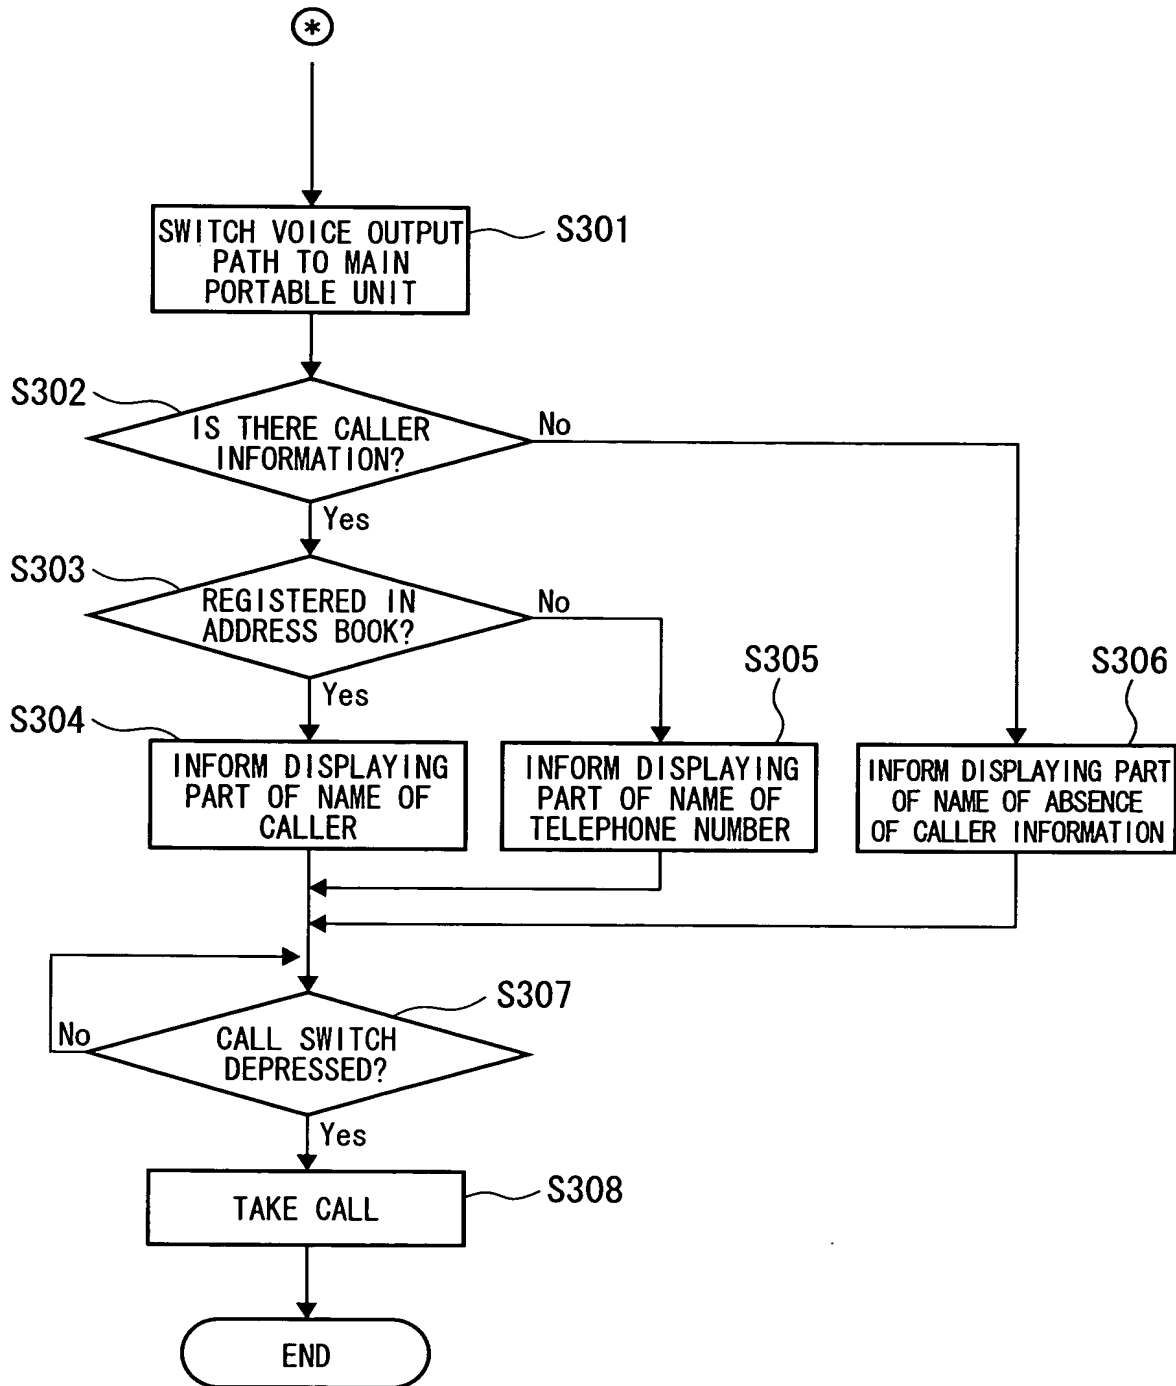 *
SWITCH VOICE OUTPUT
PATH TO MAIN
PORTABLE UNIT
S301
S302
IS THERE CALLER
INFORMATION?
No
Yes
S303
REGISTERED IN
ADDRESS BOOK?
No
Yes
S304
INFORM DISPLAYING
PART OF NAME OF
CALLER
S305
INFORM DISPLAYING
PART OF NAME OF
TELEPHONE NUMBER
S306
INFORM DISPLAYING PART
OF NAME OF ABSENCE
OF CALLER INFORMATION
S307
CALL SWITCH
DEPRESSED?
No
Yes
TAKE CALL
S308
END